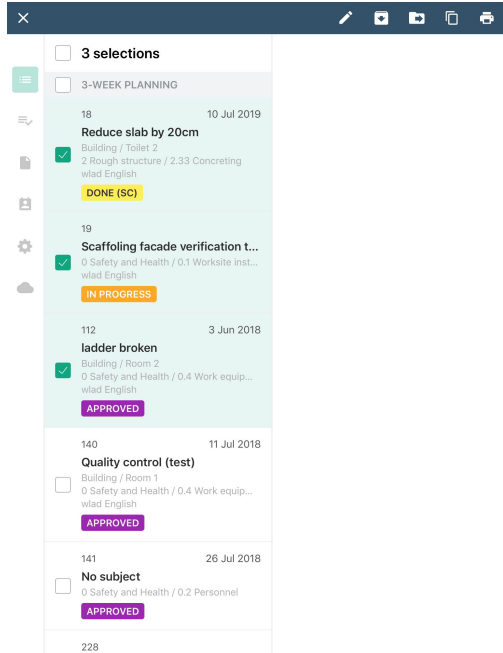 3 selections
3-WEEK PLANNING
18 10 Jul 2019
Reduce slab by 20cm
Building / Toilet 2
2 Rough structure / 2.33 Concreting
wlad English
DONE (SC)
19
Scaffoling facade verification t...
0 Safety and Health / 0.1 Worksite inst...
wlad English
IN PROGRESS
112 3 Jun 2018
ladder broken
Building / Room 2
0 Safety and Health / 0.4 Work equip...
wlad English
APPROVED
140 11 Jul 2018
Quality control (test)
Building / Room 1
0 Safety and Health / 0.4 Work equip...
wlad English
APPROVED
141 26 Jul 2018
No subject
0 Safety and Health / 0.2 Personnel
APPROVED
228